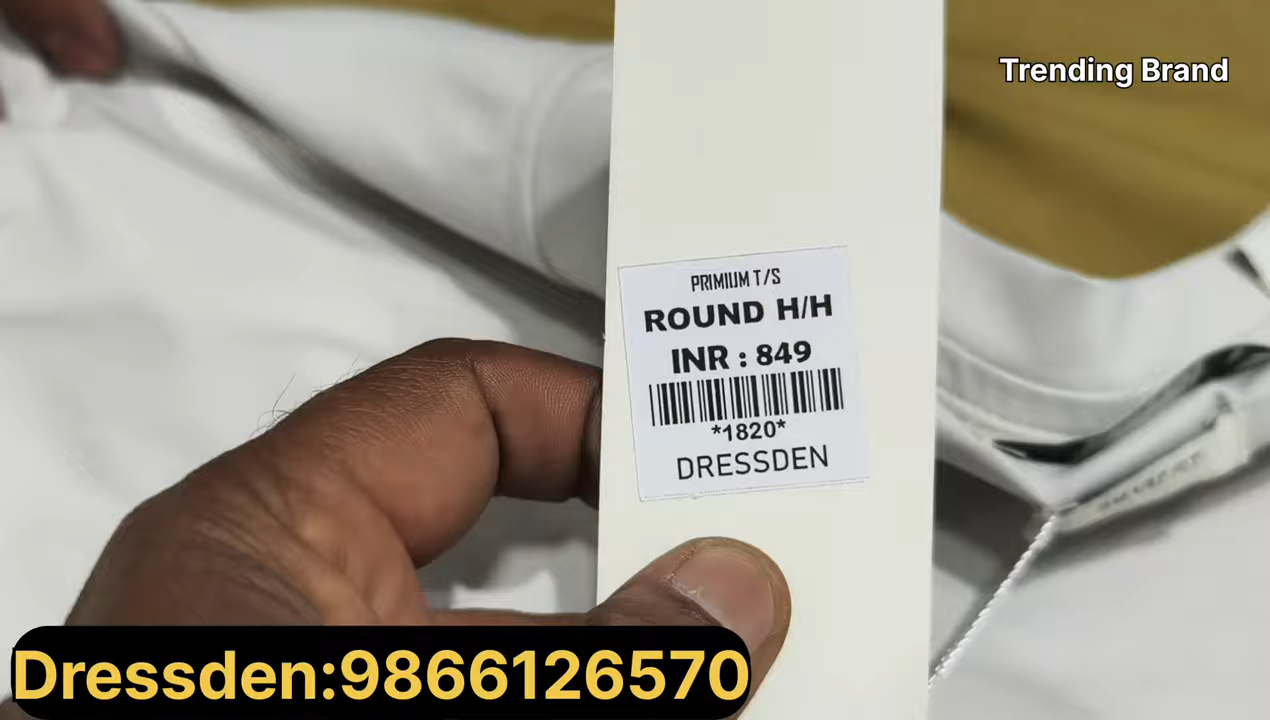 Trending Brand
PRIMIUM T/S
ROUND H/H
INR : 849
*1820*
DRESSDEN
Dressden:9866126570